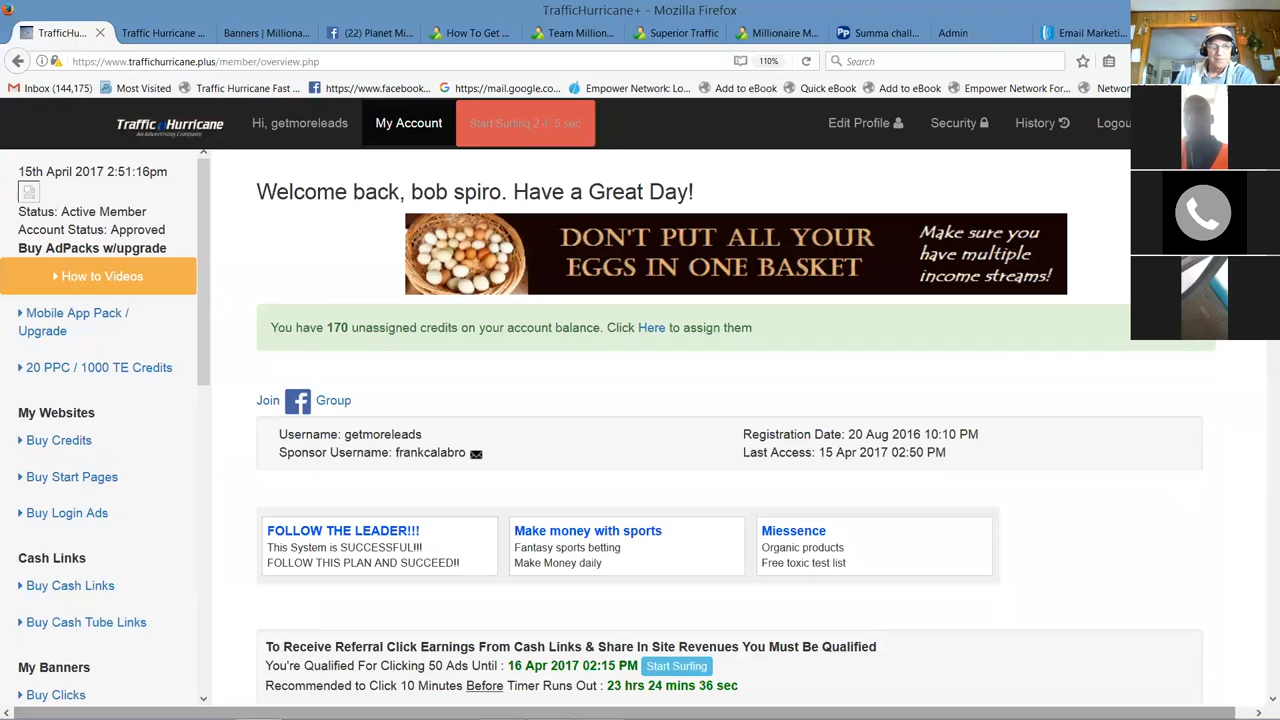 TrafficHurricane+ - Mozilla Firefox
TrafficHu...
Traffic Hurricane ...
Banners | Milliona...
(22) Planet Mi...
How To Get ...
Team Million...
Superior Traffic
Millionaire M...
Summa chall...
Admin
Email Marketi...
https://www.traffichurricane.plus/member/overview.php
110%
Search
Inbox (144,175)
Most Visited
Traffic Hurricane Fast ...
https://www.facebook...
https://mail.google.co...
Empower Network: Lo...
Add to eBook
Quick eBook
Add to eBook
Empower Network For...
Netwo
Traffic Hurricane
An Advertising Company
Hi, getmoreleads
My Account
Edit Profile
Security
History
Logou
15th April 2017 2:51:16pm
Status: Active Member
Account Status: Approved
Buy AdPacks w/upgrade
How to Videos
Mobile App Pack /
Upgrade
20 PPC / 1000 TE Credits
My Websites
Buy Credits
Buy Start Pages
Buy Login Ads
Cash Links
Buy Cash Links
Buy Cash Tube Links
My Banners
Buy Clicks
Welcome back, bob spiro. Have a Great Day!
DON'T PUT ALL YOUR
EGGS IN ONE BASKET
Make sure you
have multiple
income streams!
You have 170 unassigned credits on your account balance. Click Here to assign them
Join f Group
Username: getmoreleads
Sponsor Username: frankcalabro
Registration Date: 20 Aug 2016 10:10 PM
Last Access: 15 Apr 2017 02:50 PM
FOLLOW THE LEADER!!!
This System is SUCCESSFUL!!!
FOLLOW THIS PLAN AND SUCCEED!!
Make money with sports
Fantasy sports betting
Make Money daily
Miessence
Organic products
Free toxic test list
To Receive Referral Click Earnings From Cash Links & Share In Site Revenues You Must Be Qualified
You're Qualified For Clicking 50 Ads Until : 16 Apr 2017 02:15 PM Start Surfing
Recommended to Click 10 Minutes Before Timer Runs Out : 23 hrs 24 mins 36 sec